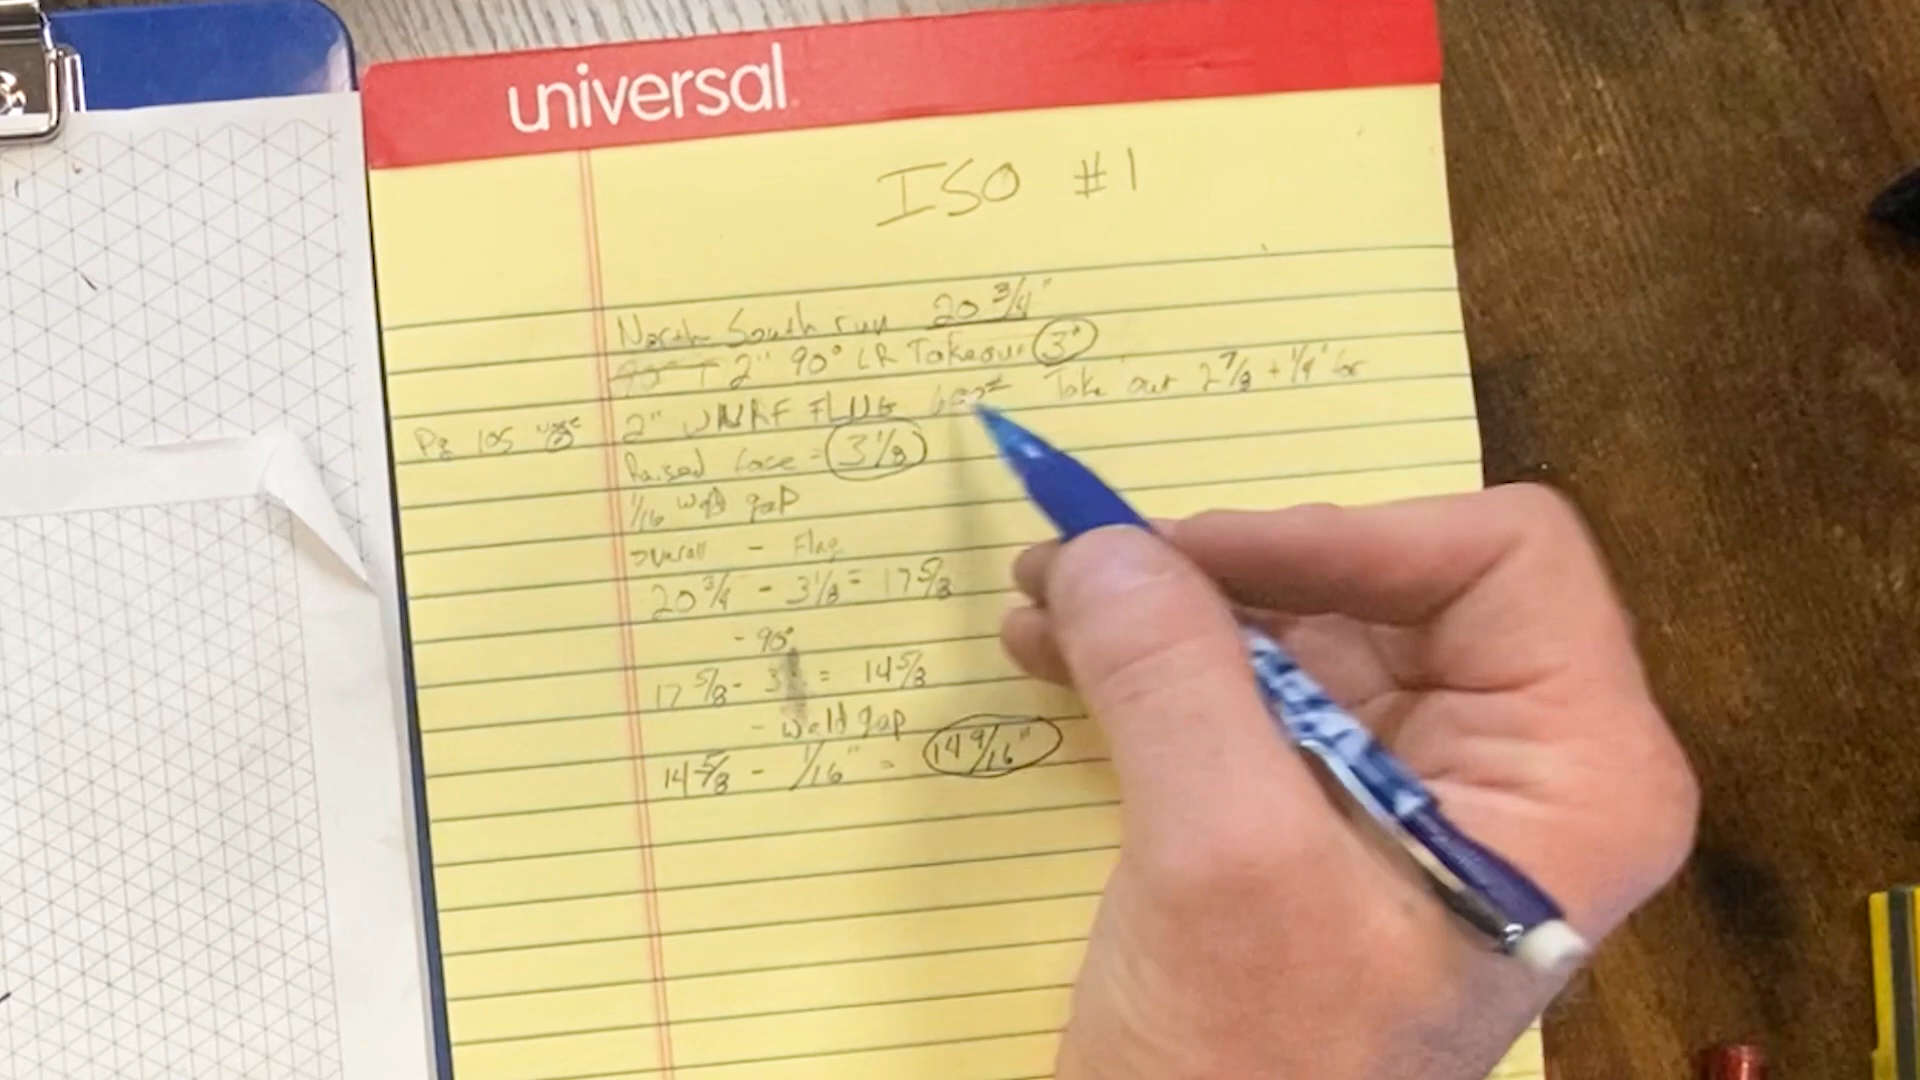 universal
ISO #1
North South run 20 3/4"
2" 90° LR Takeout 3"
2" WNRF FLNG 600# Take out 2 7/8 + 1/4" for
Pg 105
Raised face = 3 1/8
1/16 weld gap
overall - Flng
20 3/4 - 3 1/8 = 17 5/8
- 90°
17 5/8 - 3 = 14 5/8
- weld gap
14 5/8 - 1/16" = 14 9/16"